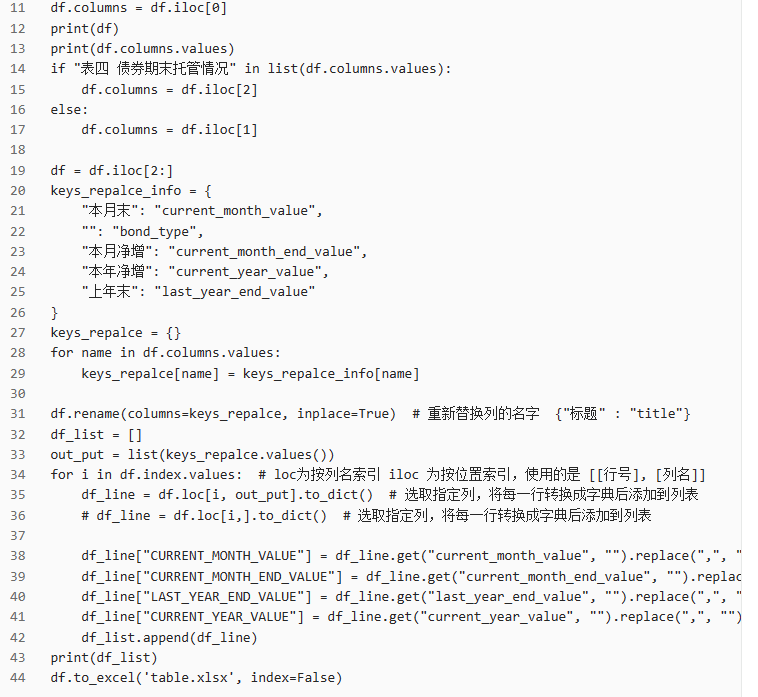 11 df.columns = df.iloc[0]
12 print(df)
13 print(df.columns.values)
14 if "表四 债券期末托管情况" in list(df.columns.values):
15     df.columns = df.iloc[2]
16 else:
17     df.columns = df.iloc[1]
18
19 df = df.iloc[2:]
20 keys_repalce_info = {
21     "本月末": "current_month_value",
22     "": "bond_type",
23     "本月净增": "current_month_end_value",
24     "本年净增": "current_year_value",
25     "上年末": "last_year_end_value"
26 }
27 keys_repalce = {}
28 for name in df.columns.values:
29     keys_repalce[name] = keys_repalce_info[name]
30
31 df.rename(columns=keys_repalce, inplace=True)  # 重新替换列的名字  {"标题" : "title"}
32 df_list = []
33 out_put = list(keys_repalce.values())
34 for i in df.index.values:  # loc为按列名索引 iloc 为按位置索引，使用的是 [[行号], [列名]]
35     df_line = df.loc[i, out_put].to_dict()  # 选取指定列，将每一行转换成字典后添加到列表
36     # df_line = df.loc[i,].to_dict()  # 选取指定列，将每一行转换成字典后添加到列表
37
38     df_line["CURRENT_MONTH_VALUE"] = df_line.get("current_month_value", "").replace(",", "
39     df_line["CURRENT_MONTH_END_VALUE"] = df_line.get("current_month_end_value", "").replac
40     df_line["LAST_YEAR_END_VALUE"] = df_line.get("last_year_end_value", "").replace(",", "
41     df_line["CURRENT_YEAR_VALUE"] = df_line.get("current_year_value", "").replace(",", "")
42     df_list.append(df_line)
43 print(df_list)
44 df.to_excel('table.xlsx', index=False)